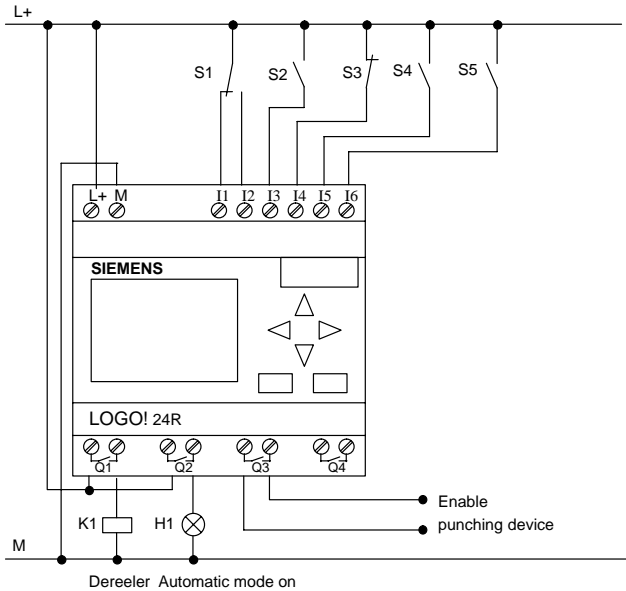 L+
S1 S2 S3 S4 S5
L+ M I1 I2 I3 I4 I5 I6
SIEMENS
LOGO! 24R
Q1 Q2 Q3 Q4
Enable
K1 H1 punching device
M
Dereeler Automatic mode on